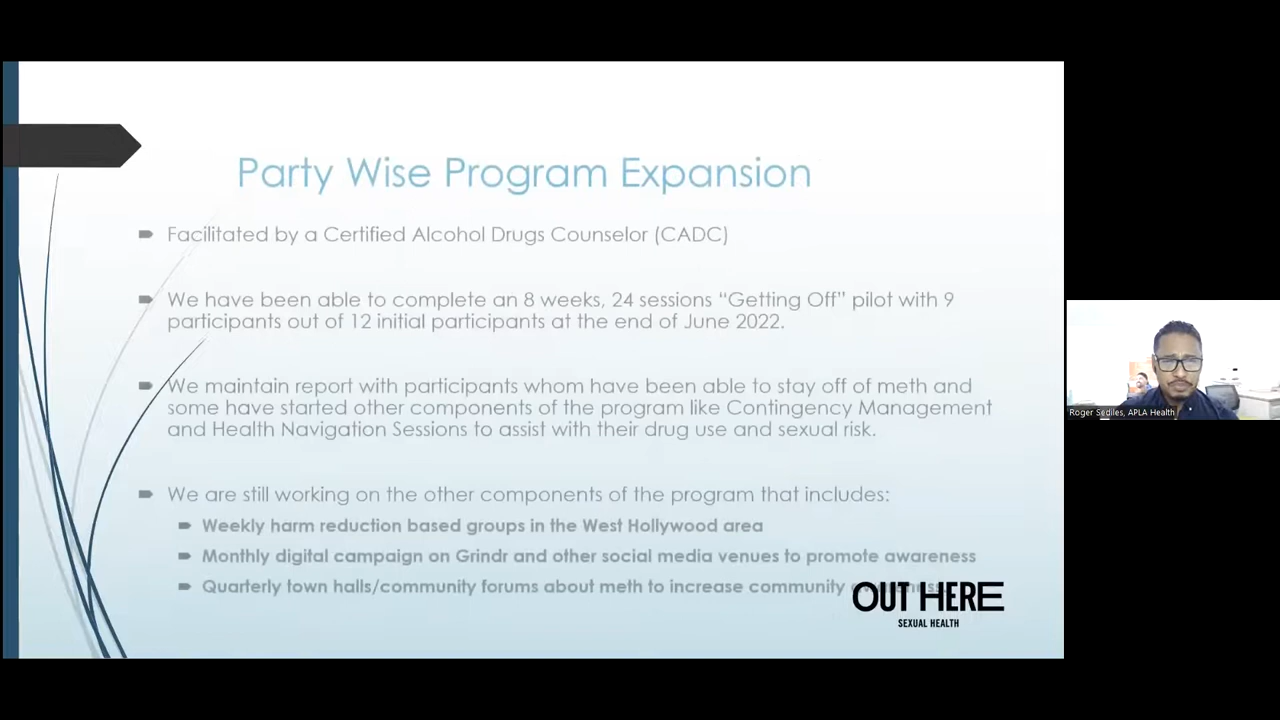 Party Wise Program Expansion
Facilitated by a Certified Alcohol Drugs Counselor (CADC)
We have been able to complete an 8 weeks, 24 sessions “Getting Off” pilot with 9
participants out of 12 initial participants at the end of June 2022.
We maintain report with participants whom have been able to stay off of meth and
some have started other components of the program like Contingency Management
and Health Navigation Sessions to assist with their drug use and sexual risk.
We are still working on the other components of the program that includes:
Weekly harm reduction based groups in the West Hollywood area
Monthly digital campaign on Grindr and other social media venues to promote awareness
Quarterly town halls/community forums about meth to increase community
OUT HERE
SEXUAL HEALTH
Roger Sediles, APLA Health